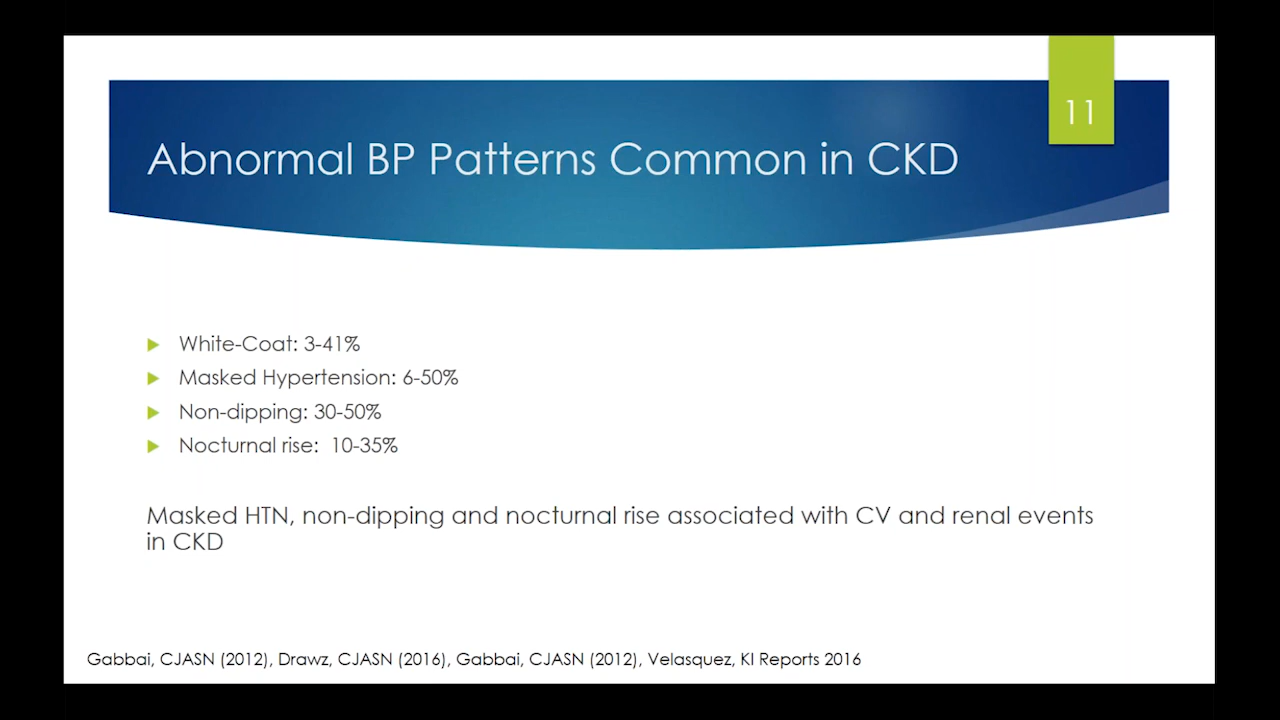 11
Abnormal BP Patterns Common in CKD
White-Coat: 3-41%
Masked Hypertension: 6-50%
Non-dipping: 30-50%
Nocturnal rise:  10-35%
Masked HTN, non-dipping and nocturnal rise associated with CV and renal events
in CKD
Gabbai, CJASN (2012), Drawz, CJASN (2016), Gabbai, CJASN (2012), Velasquez, KI Reports 2016